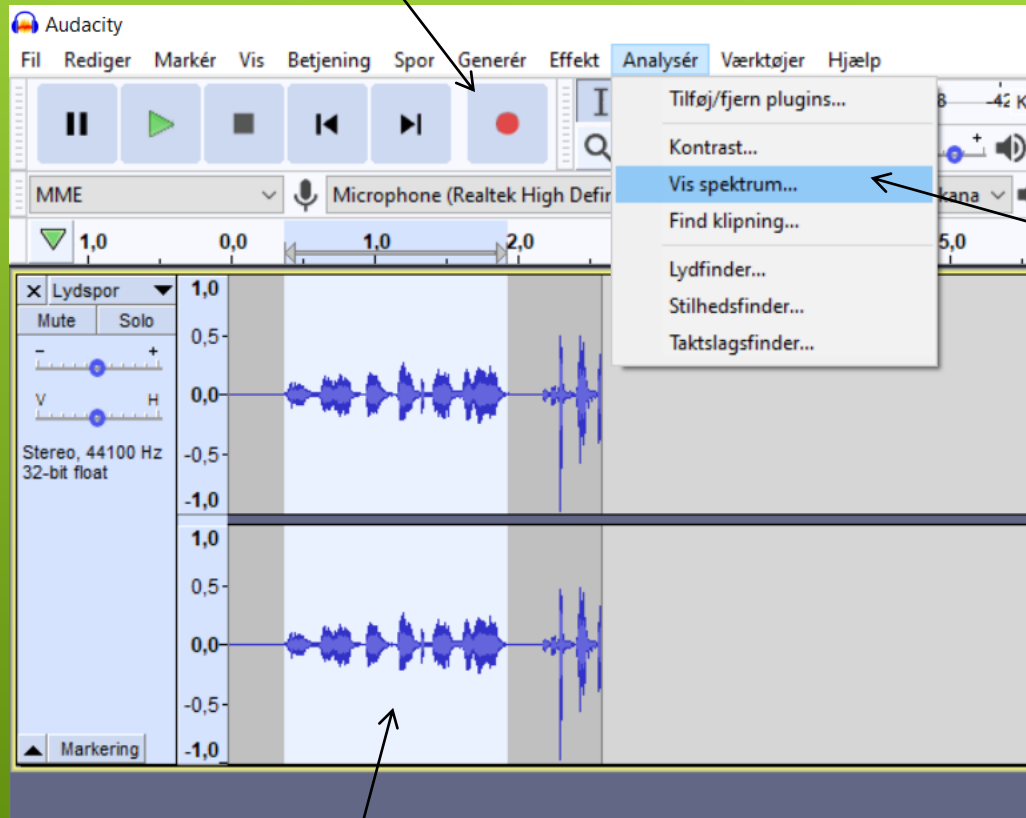 Audacity
Fil Rediger Markér Vis Betjening Spor Generér Effekt Analysér Værktøjer Hjælp
Tilføj/fjern plugins...
Kontrast...
Vis spektrum...
Find klipning...
Lydfinder...
Stilhedsfinder...
Taktslagsfinder...
-42 K
MME Microphone (Realtek High Defin
1,0 0,0 1,0 2,0 5,0
X Lydspor
Mute Solo
- +
V H
Stereo, 44100 Hz
32-bit float
Markering
1,0
0,5
0,0
-0,5
-1,0
1,0
0,5
0,0
-0,5
-1,0